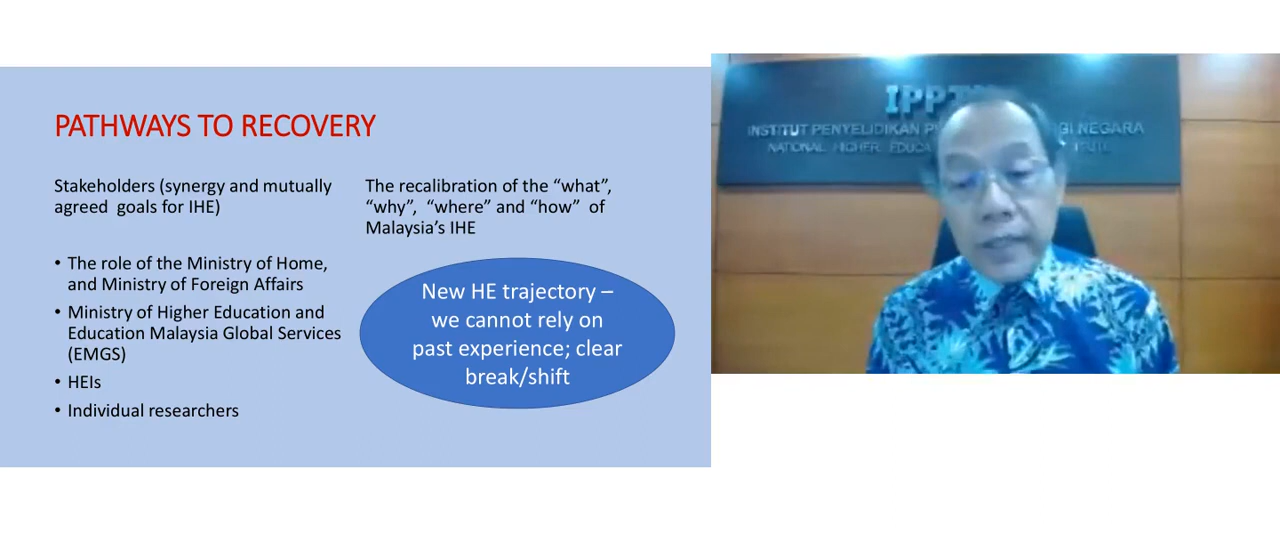 PATHWAYS TO RECOVERY
Stakeholders (synergy and mutually
agreed goals for IHE)
• The role of the Ministry of Home,
and Ministry of Foreign Affairs
• Ministry of Higher Education and
Education Malaysia Global Services
(EMGS)
• HEIs
• Individual researchers
The recalibration of the “what”,
“why”, “where” and “how” of
Malaysia’s IHE
New HE trajectory –
we cannot rely on
past experience; clear
break/shift
INSTITUT PENYELIDIKAN NEGARA
NATIONAL HIGHER